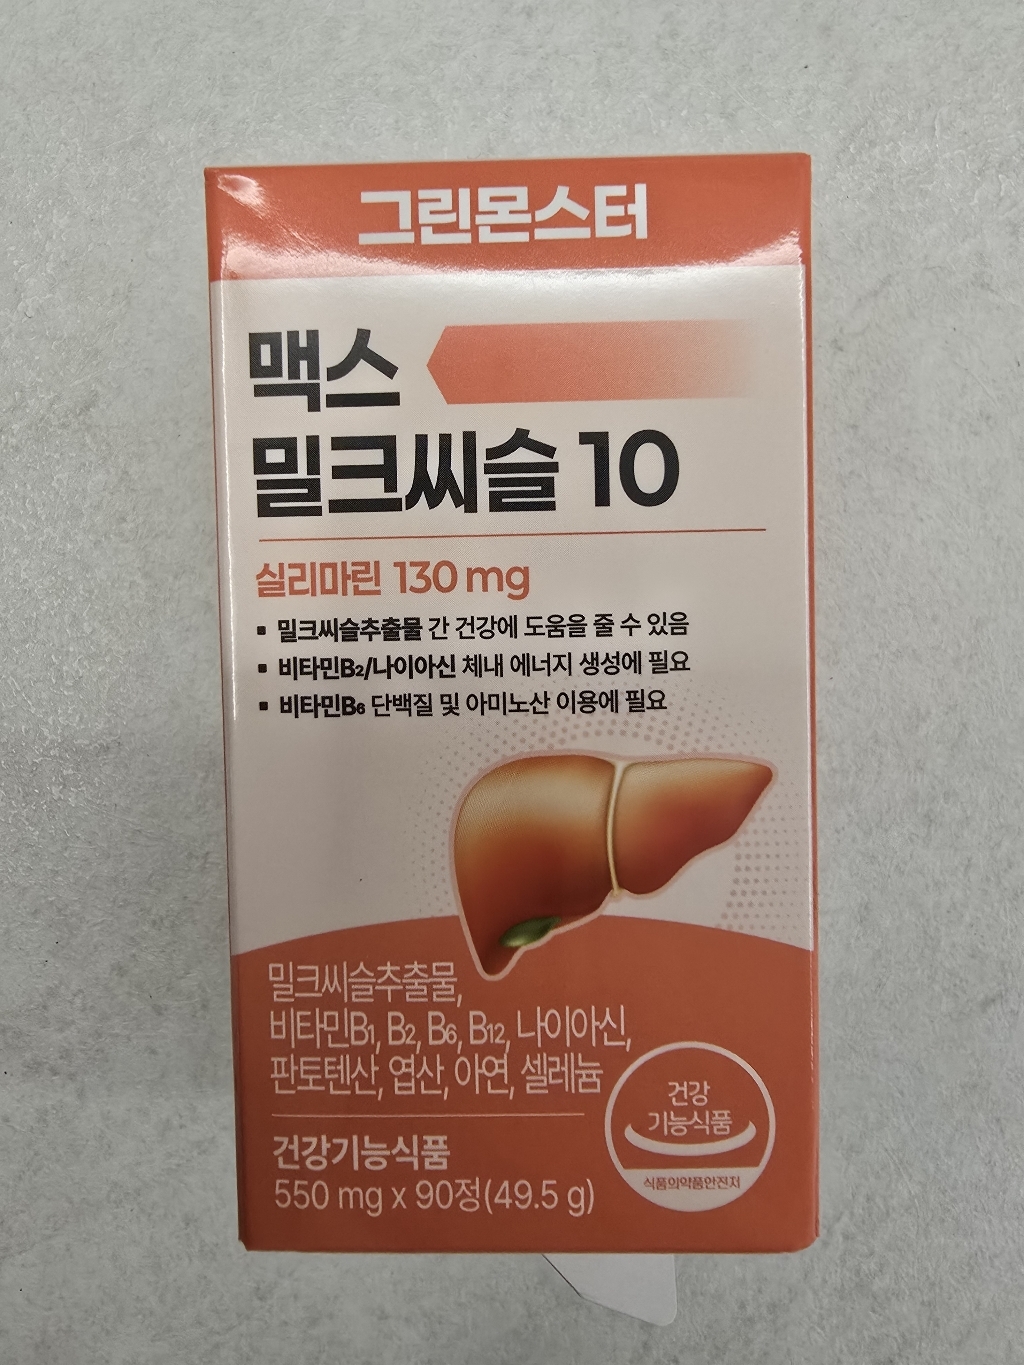 그린몬스터
맥스
밀크씨슬 10
실리마린 130 mg
▪ 밀크씨슬추출물 간 건강에 도움을 줄 수 있음
▪ 비타민B₂/나이아신 체내 에너지 생성에 필요
▪ 비타민B₆ 단백질 및 아미노산 이용에 필요
밀크씨슬추출물,
비타민B₁, B₂, B₆, B₁₂, 나이아신,
판토텐산, 엽산, 아연, 셀레늄
건강기능식품
550 mg x 90정(49.5 g)
건강
기능식품
식품의약품안전처